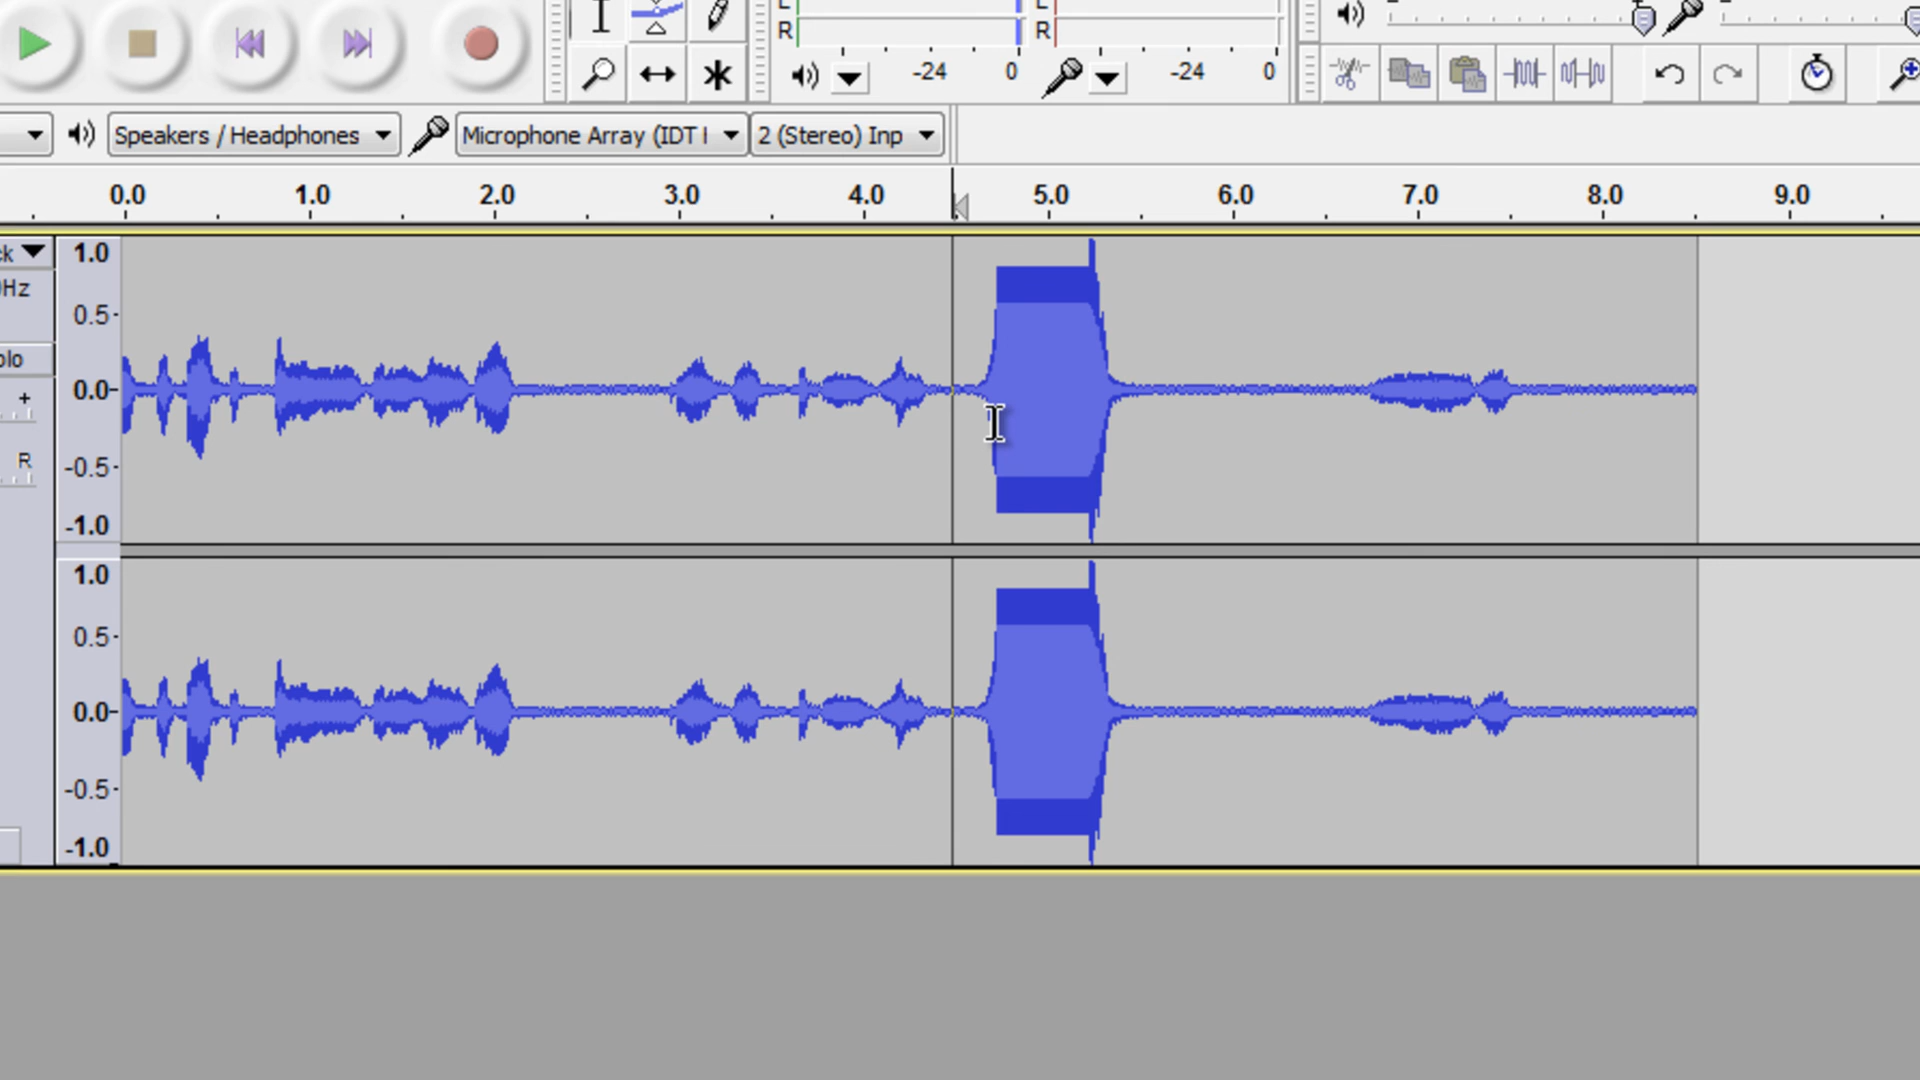 L
L
R
R
-24 0
-24 0
Speakers / Headphones
Microphone Array (IDT
2 (Stereo) Inp
0.0 1.0 2.0 3.0 4.0 5.0 6.0 7.0 8.0 9.0
ck
Hz
olo
+
R
1.0
0.5
0.0
-0.5
-1.0
1.0
0.5
0.0
-0.5
-1.0